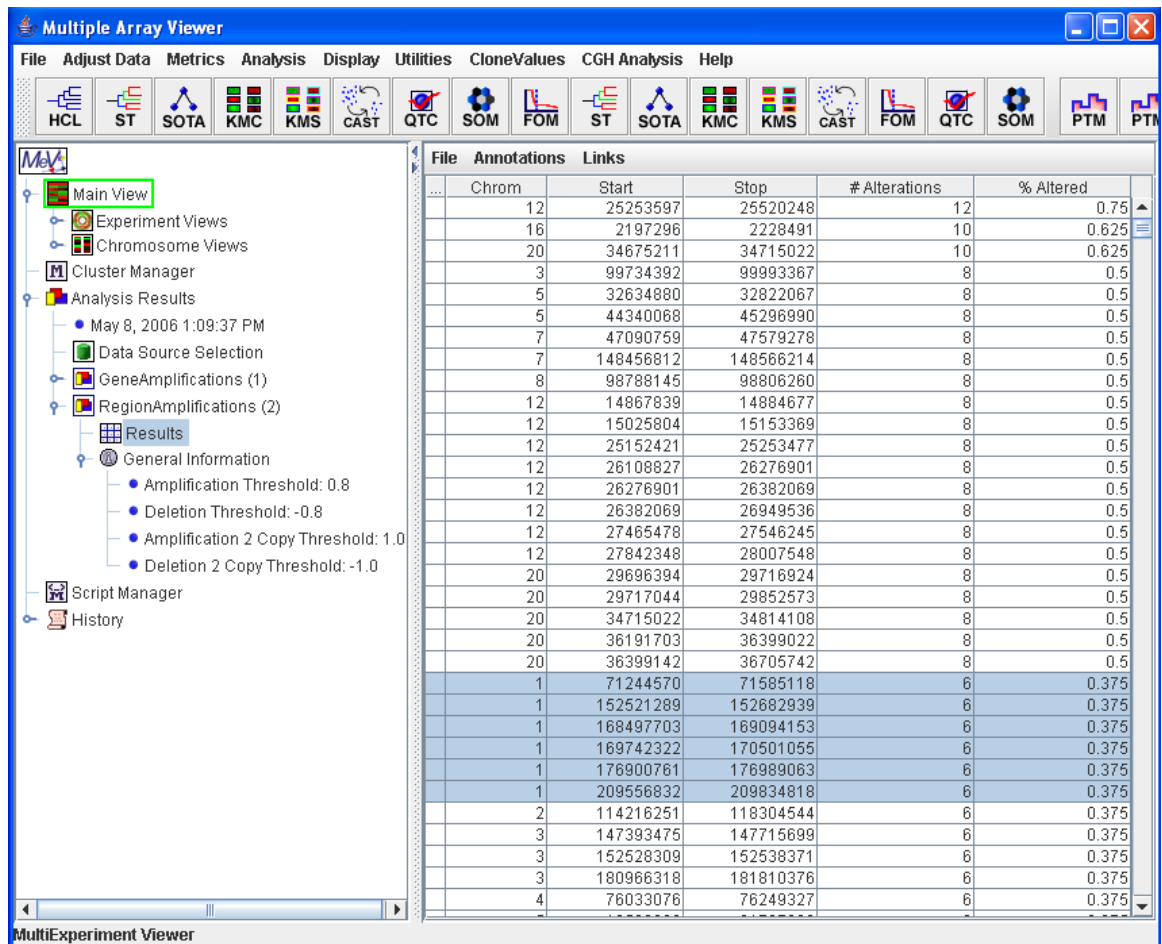 Multiple Array Viewer
File Adjust Data Metrics Analysis Display Utilities CloneValues CGH Analysis Help
HCL ST SOTA KMC KMS CAST QTC SOM FOM ST SOTA KMC KMS CAST FOM QTC SOM PTM PTM
MeV
Main View
Experiment Views
Chromosome Views
M Cluster Manager
Analysis Results
May 8, 2006 1:09:37 PM
Data Source Selection
GeneAmplifications (1)
RegionAmplifications (2)
Results
General Information
Amplification Threshold: 0.8
Deletion Threshold: -0.8
Amplification 2 Copy Threshold: 1.0
Deletion 2 Copy Threshold: -1.0
Script Manager
History
File Annotations Links
... Chrom Start Stop # Alterations % Altered
12 25253597 25520248 12 0.75
16 2197296 2228491 10 0.625
20 34675211 34715022 10 0.625
3 99734392 99993367 8 0.5
5 32634880 32822067 8 0.5
5 44340068 45296990 8 0.5
7 47090759 47579278 8 0.5
7 148456812 148566214 8 0.5
8 98788145 98806260 8 0.5
12 14867839 14884677 8 0.5
12 15025804 15153369 8 0.5
12 25152421 25253477 8 0.5
12 26108827 26276901 8 0.5
12 26276901 26382069 8 0.5
12 26382069 26949536 8 0.5
12 27465478 27546245 8 0.5
12 27842348 28007548 8 0.5
20 29696394 29716924 8 0.5
20 29717044 29852573 8 0.5
20 34715022 34814108 8 0.5
20 36191703 36399022 8 0.5
20 36399142 36705742 8 0.5
1 71244570 71585118 6 0.375
1 152521289 152682939 6 0.375
1 168497703 169094153 6 0.375
1 169742322 170501055 6 0.375
1 176900761 176989063 6 0.375
1 209556832 209834818 6 0.375
2 114216251 118304544 6 0.375
3 147393475 147715699 6 0.375
3 152528309 152538371 6 0.375
3 180966318 181810376 6 0.375
4 76033076 76249327 6 0.375
MultiExperiment Viewer